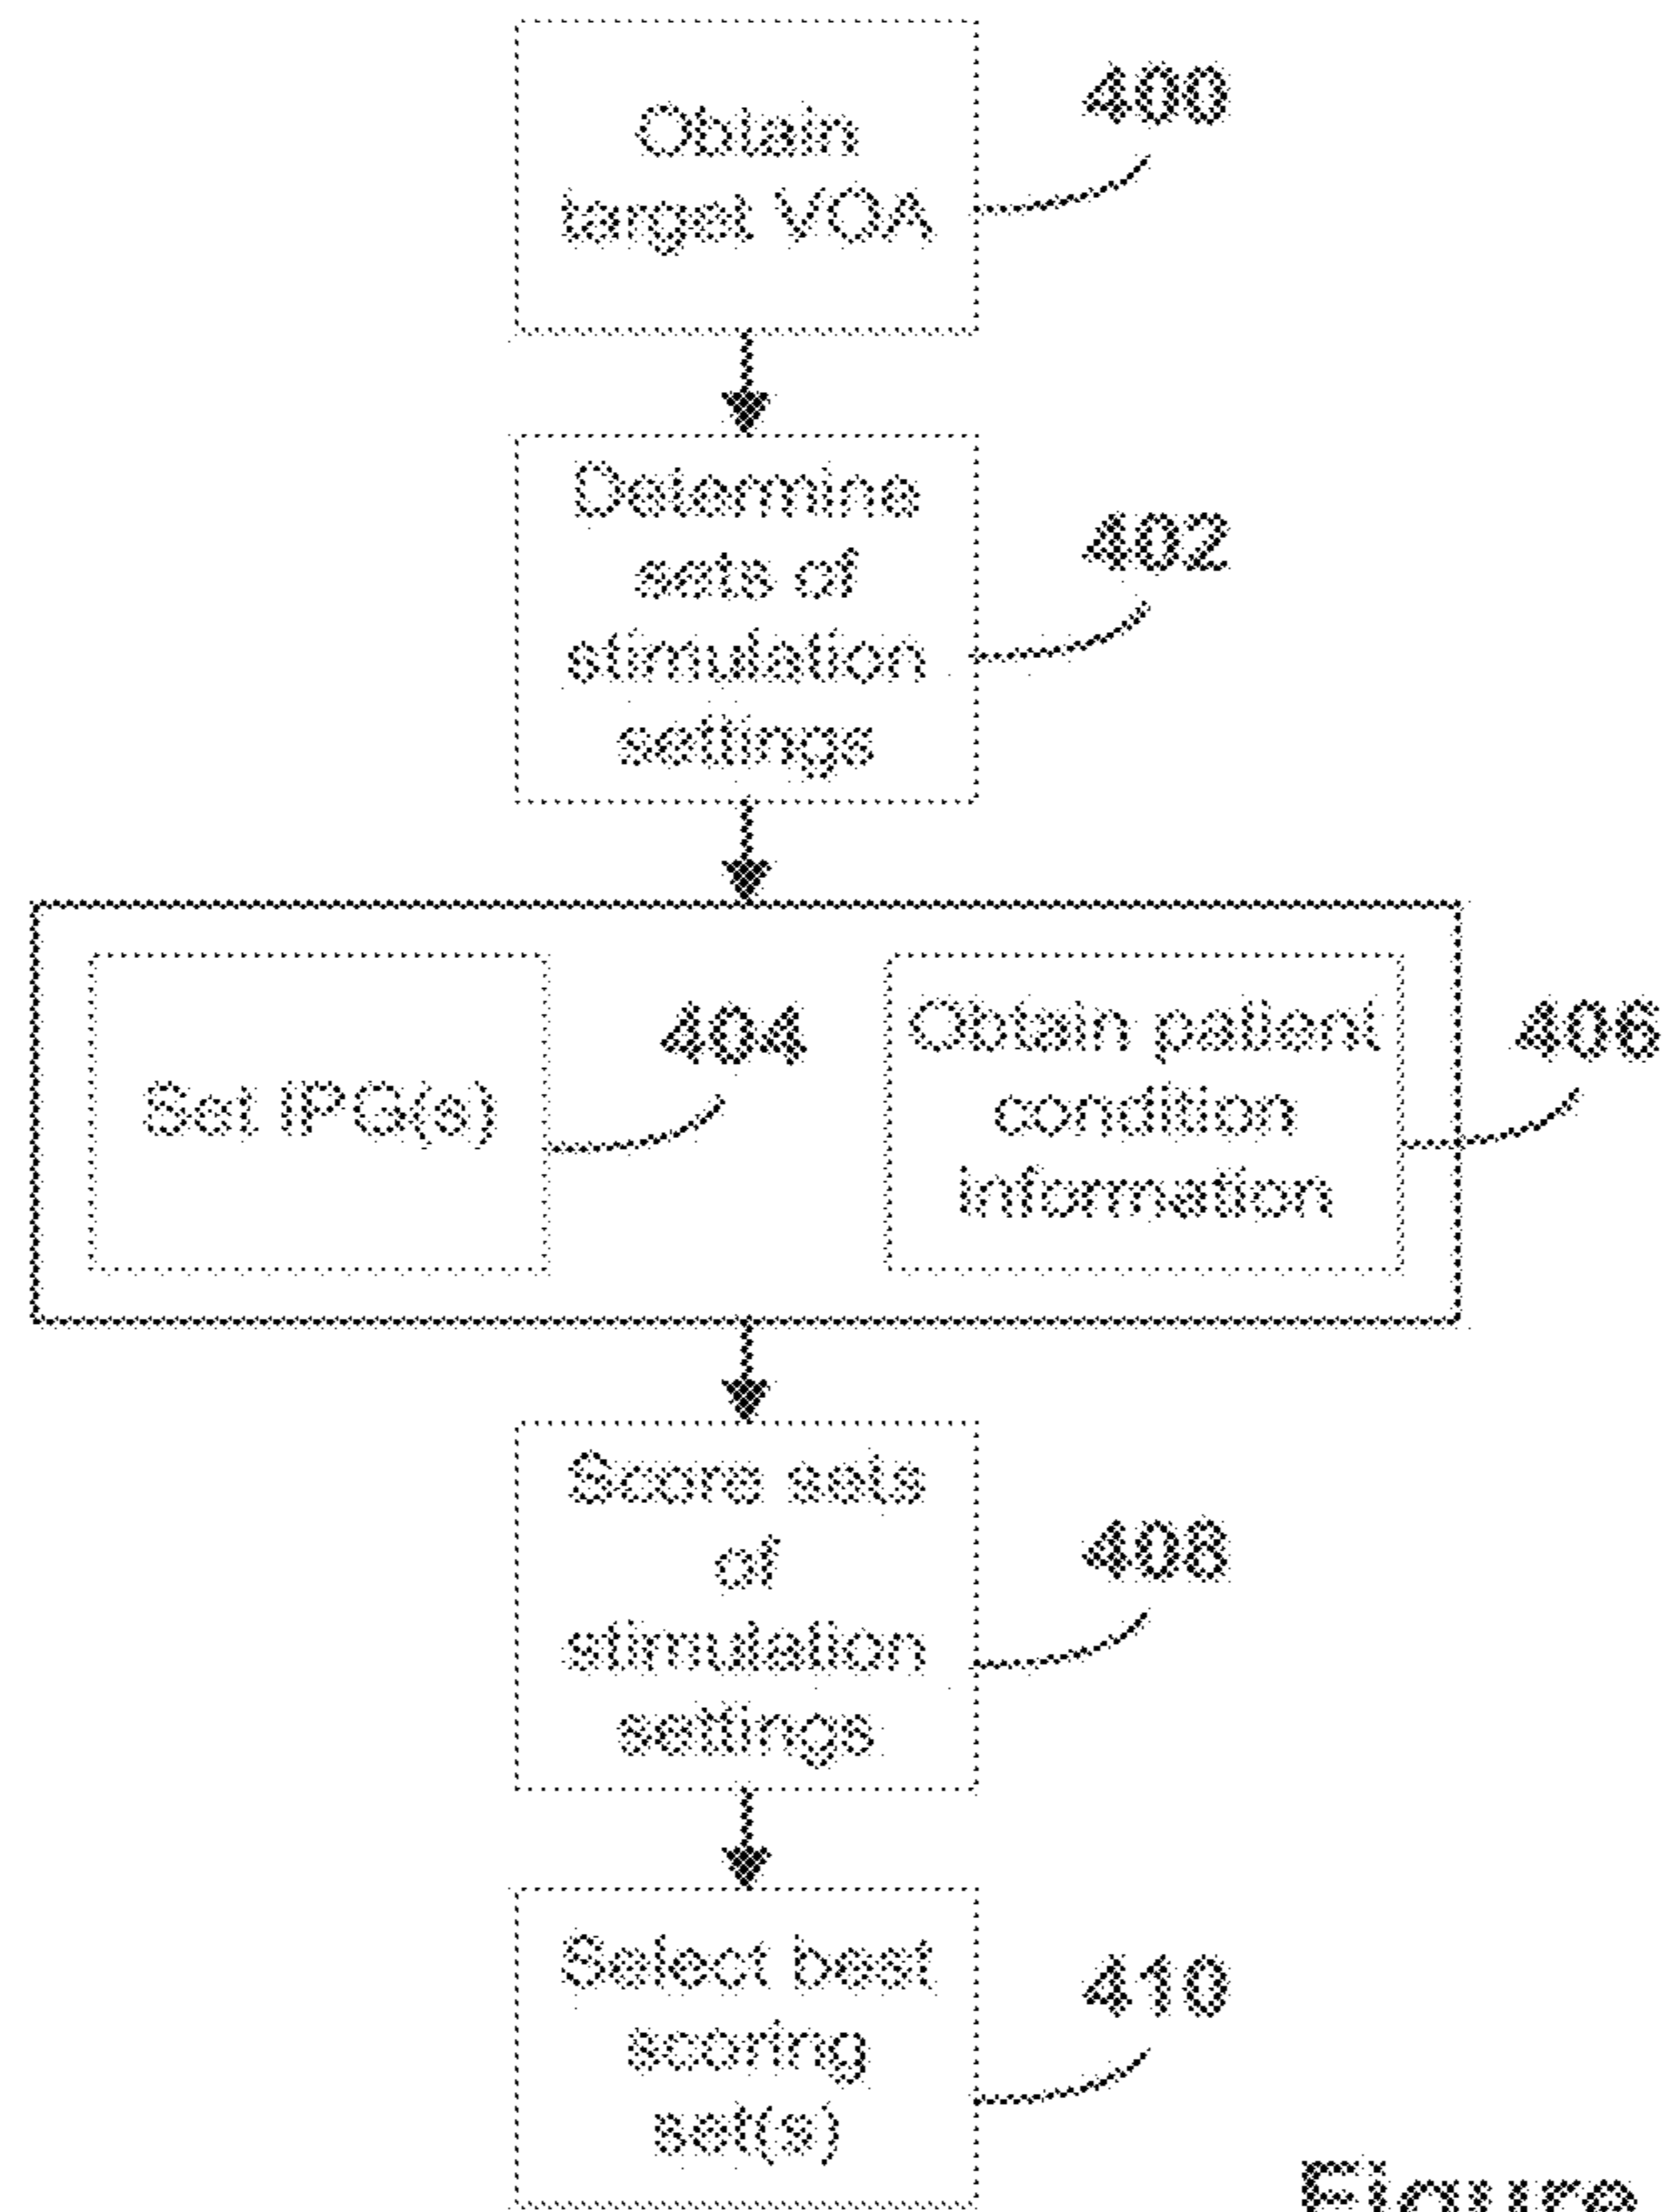 Obtain
target VOA
400
Determine
sets of
stimulation
settings
402
Set IPG(s)
404
Obtain patient
condition
information
406
Score sets
of
stimulation
settings
408
Select best
scoring
set(s)
410
Figure